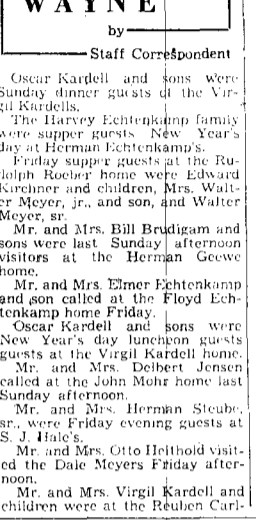 WAYNE
by
Staff Correspondent
Oscar Kardell and sons were
Sunday dinner guests of the Vir-
gil Kardells.
The Harvey Echtenkamp family
were supper guests New Year's
day at Herman Echtenkamp's.
Friday supper guests at the Ru-
dolph Roeber home were Edward
Kirchner and children, Mrs. Walt-
er Meyer, jr., and son, and Walter
Meyer, sr.
Mr. and Mrs. Bill Brudigam and
sons were last Sunday afternoon
visitors at the Herman Geewe
home.
Mr. and Mrs. Elmer Echtenkamp
and son called at the Floyd Ech-
tenkamp home Friday.
Oscar Kardell and sons were
New Year's day luncheon guests
guests at the Virgil Kardell home.
Mr. and Mrs. Delbert Jensen
called at the John Mohr home last
Sunday afternoon.
Mr. and Mrs. Herman Steube,
sr., were Friday evening guests at
S. J. Hale's.
Mr. and Mrs. Otto Heithold visit-
ed the Dale Meyers Friday after-
noon.
Mr. and Mrs. Virgil Kardell and
children were at the Reuben Carl-